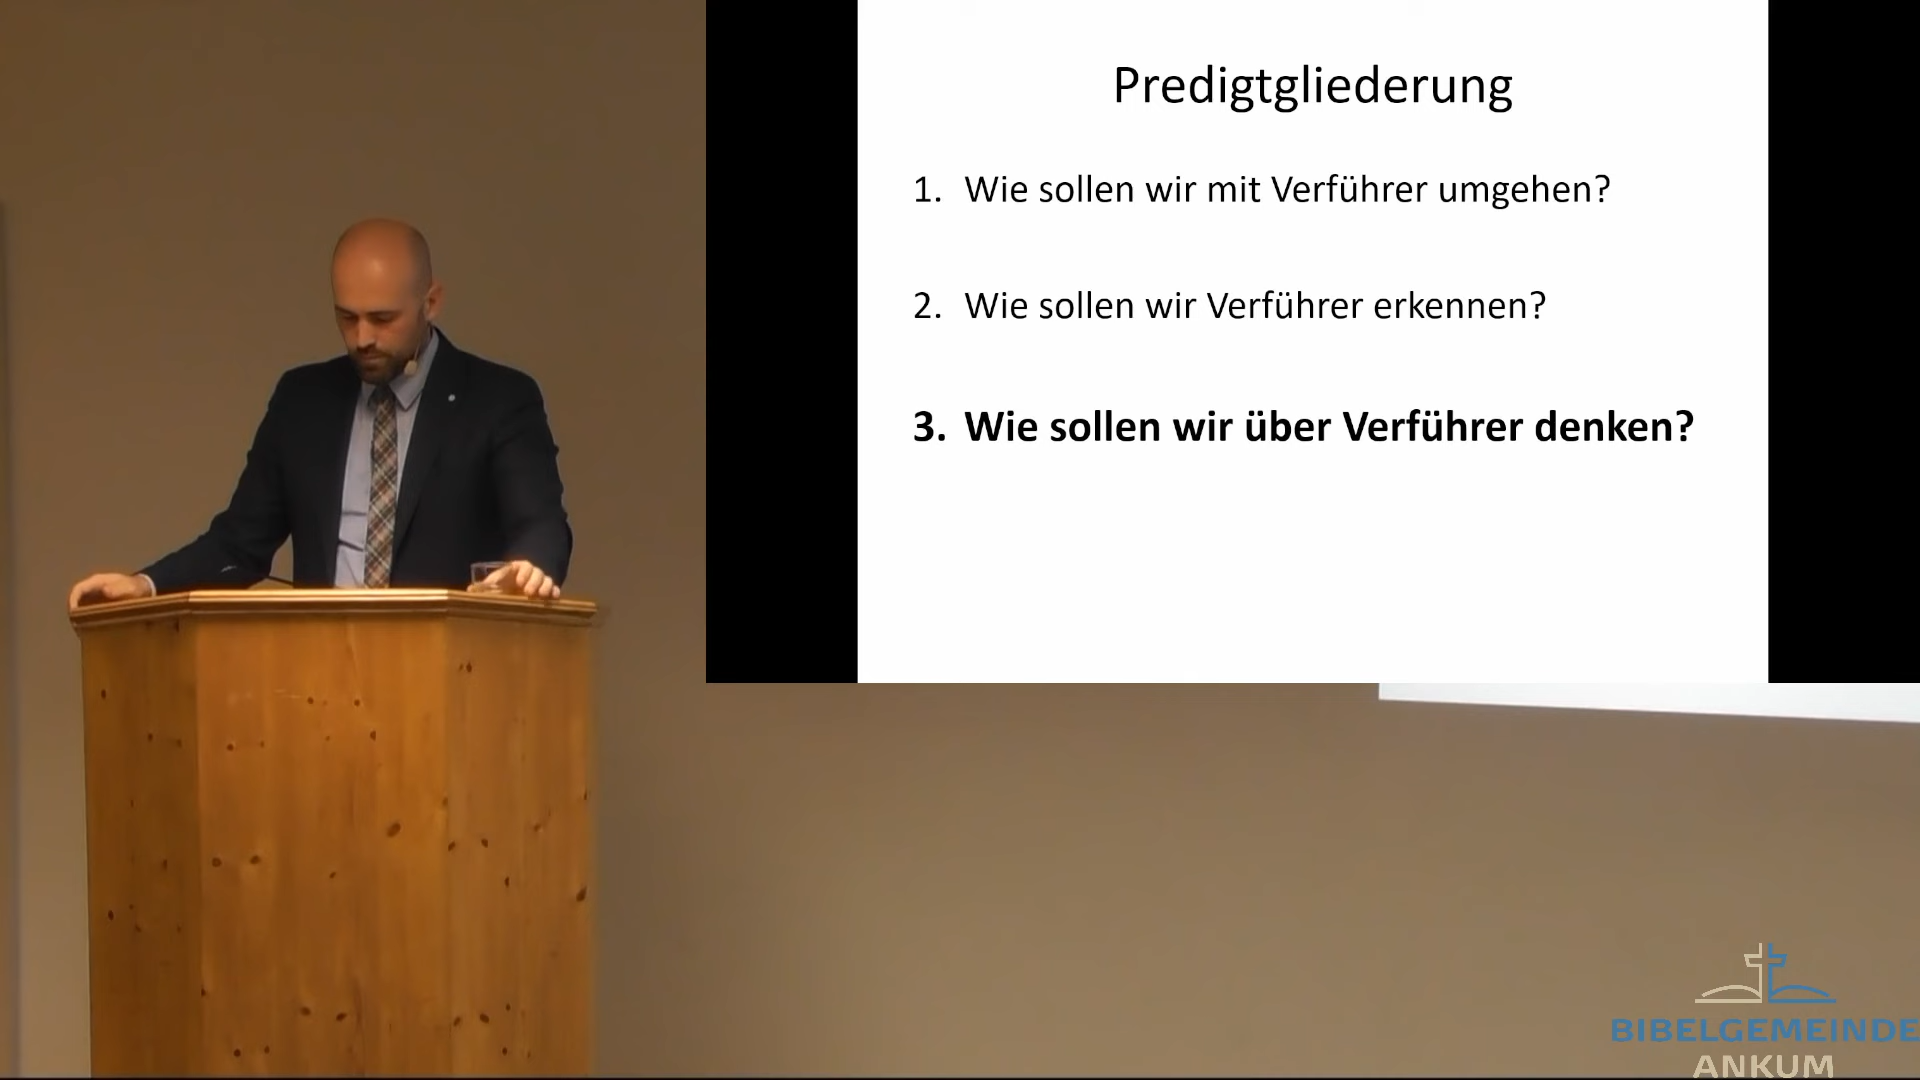 Predigtgliederung
1. Wie sollen wir mit Verführer umgehen?
2. Wie sollen wir Verführer erkennen?
3. Wie sollen wir über Verführer denken?
BIBELGEMEINDE
ANKUM